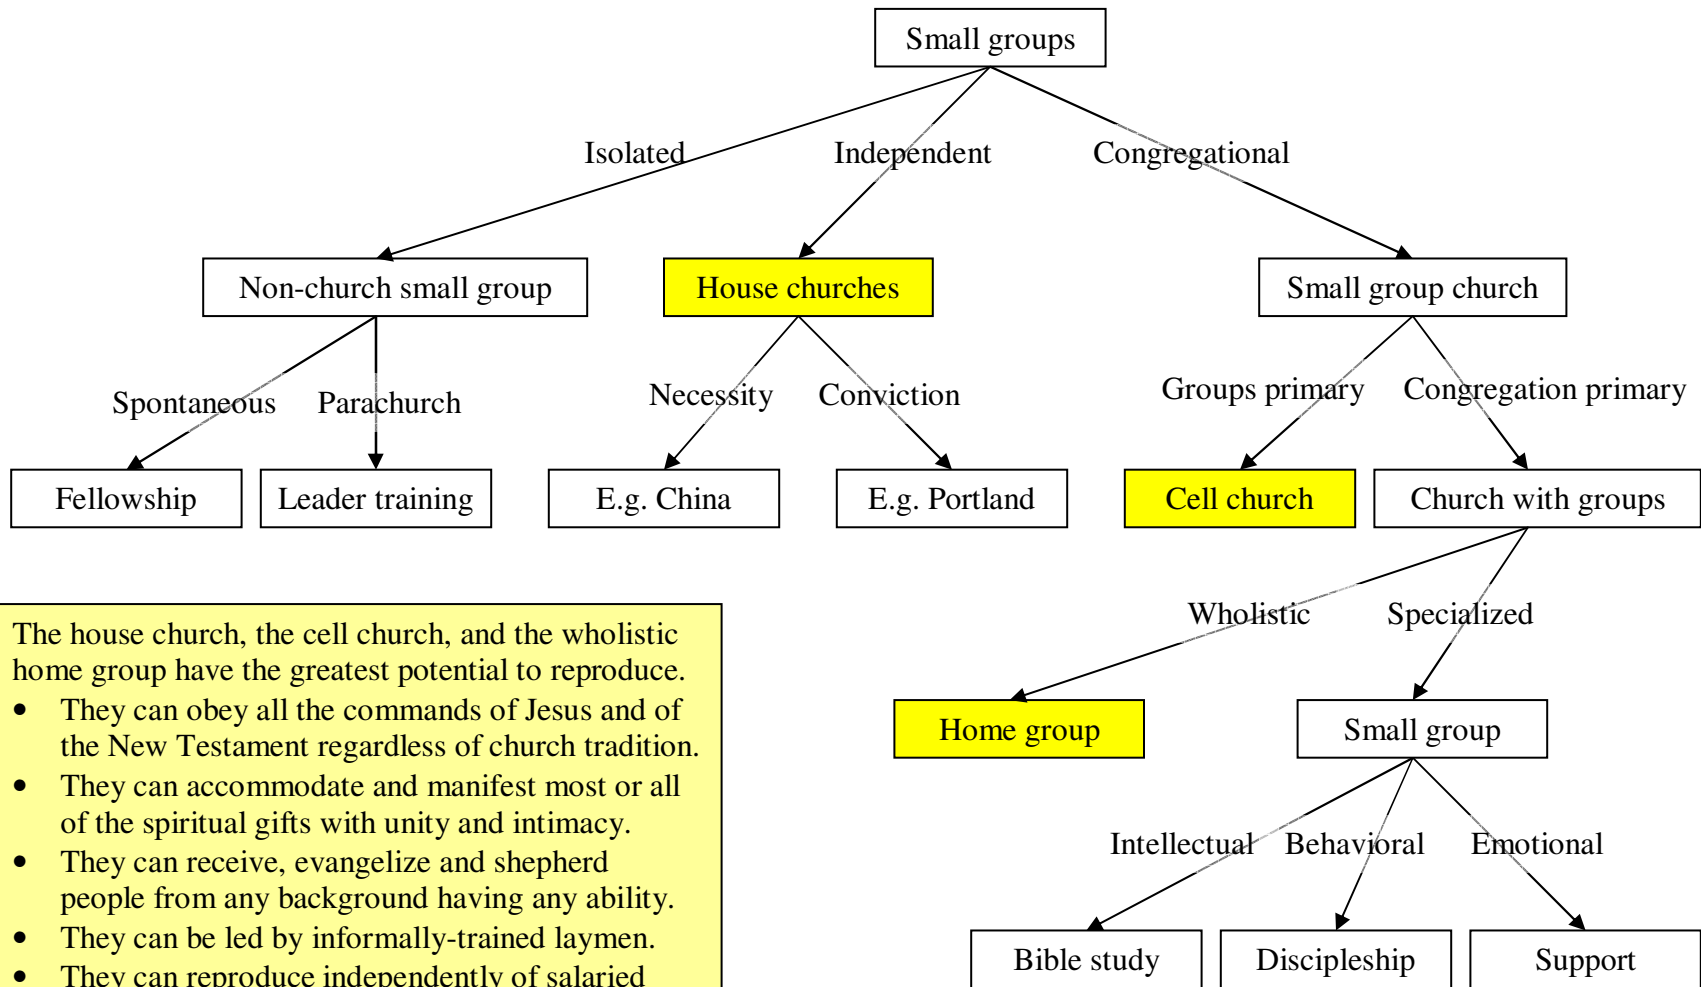 Small groups
Isolated
Independent
Congregational
Non-church small group
House churches
Small group church
Spontaneous
Parachurch
Necessity
Conviction
Groups primary
Congregation primary
Fellowship
Leader training
E.g. China
E.g. Portland
Cell church
Church with groups
Wholistic
Specialized
Home group
Small group
Intellectual
Behavioral
Emotional
Bible study
Discipleship
Support
The house church, the cell church, and the wholistic
home group have the greatest potential to reproduce.
• They can obey all the commands of Jesus and of
the New Testament regardless of church tradition.
• They can accommodate and manifest most or all
of the spiritual gifts with unity and intimacy.
• They can receive, evangelize and shepherd
people from any background having any ability.
• They can be led by informally-trained laymen.
• They can reproduce independently of salaried